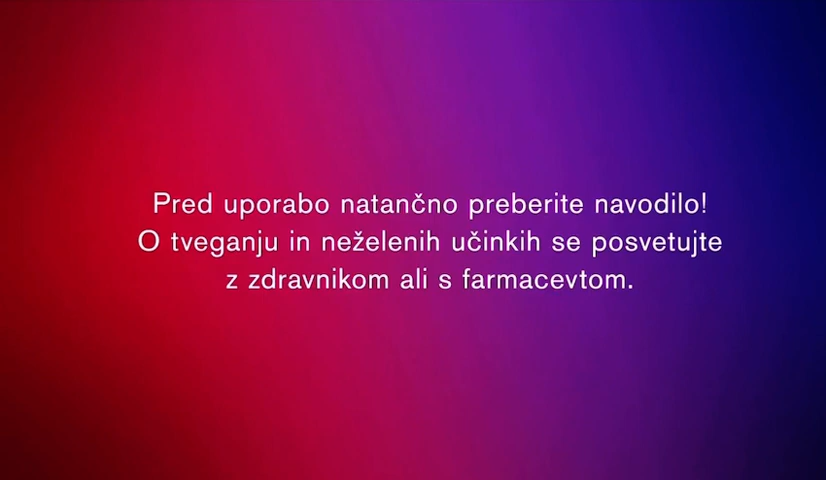 Pred uporabo natančno preberite navodilo!
O tveganju in neželenih učinkih se posvetujte
z zdravnikom ali s farmacevtom.